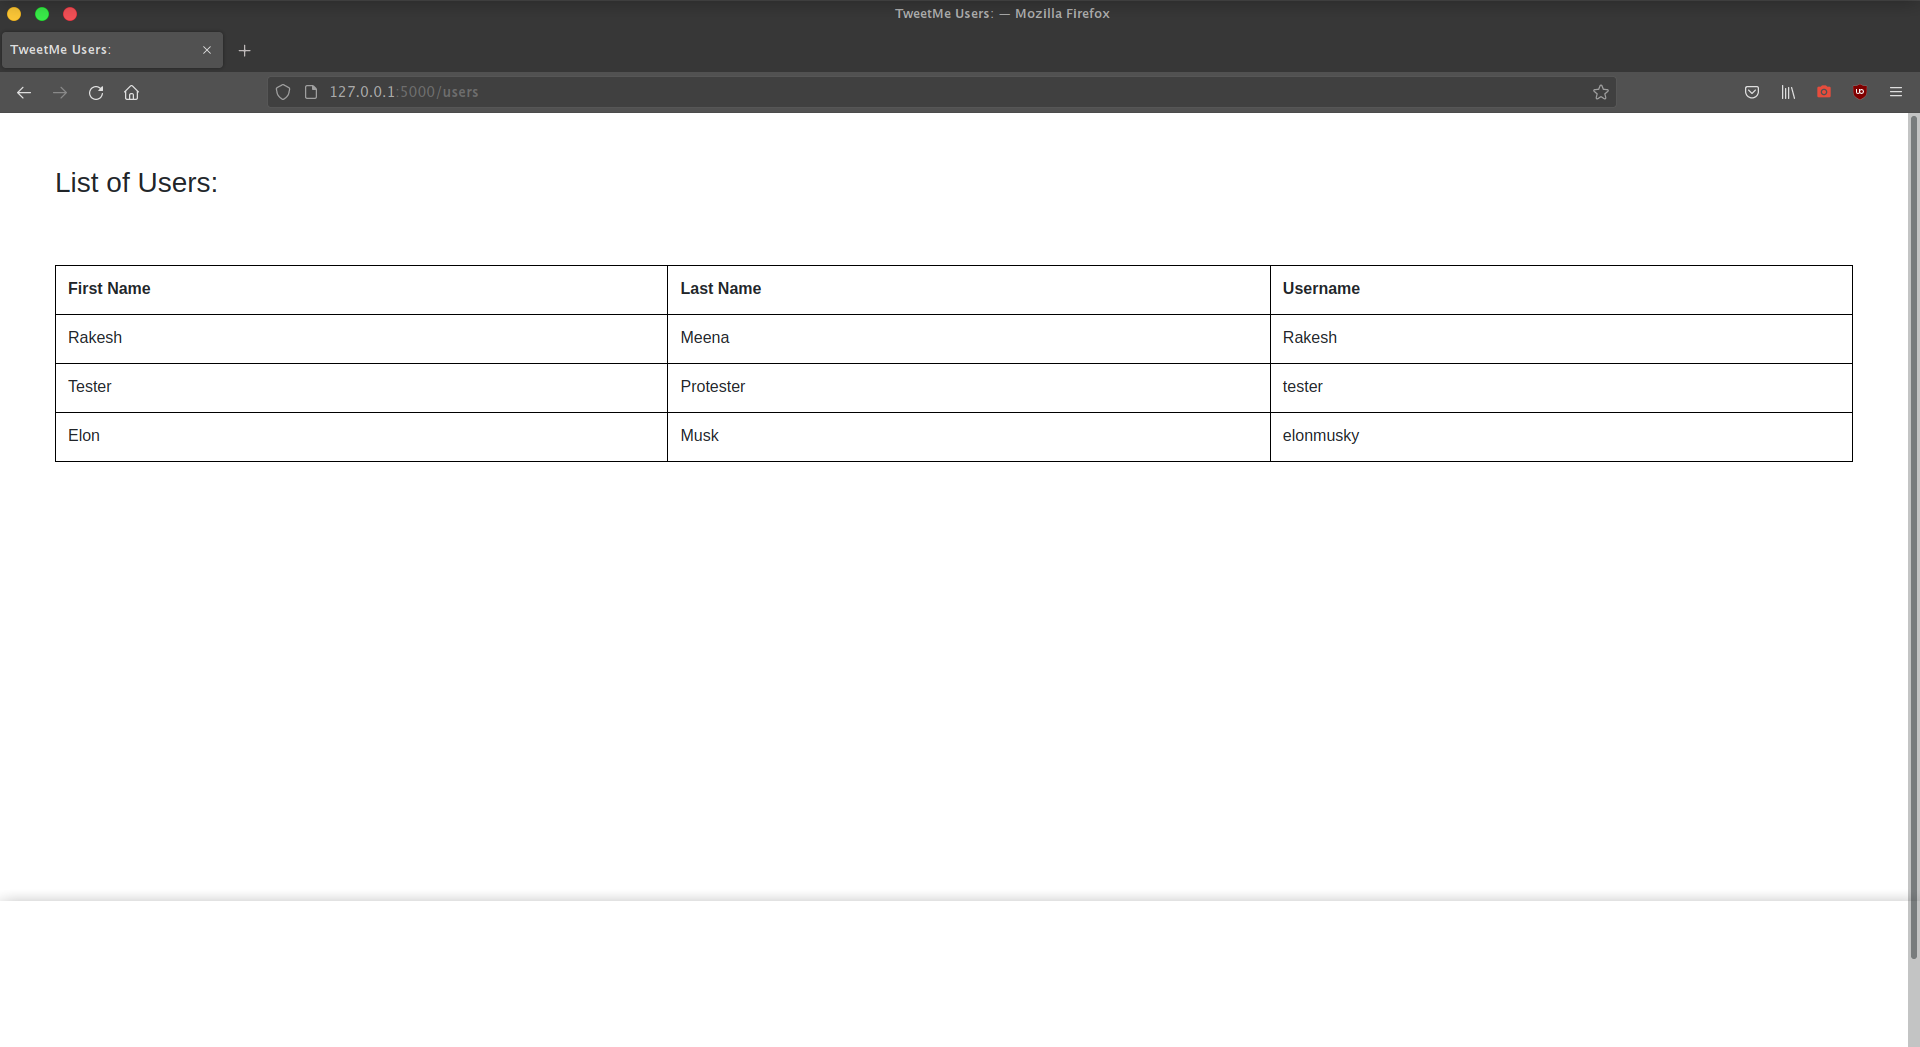 TweetMe Users: — Mozilla Firefox
TweetMe Users:
127.0.0.1:5000/users
List of Users:
First Name Last Name Username
Rakesh Meena Rakesh
Tester Protester tester
Elon Musk elonmusky